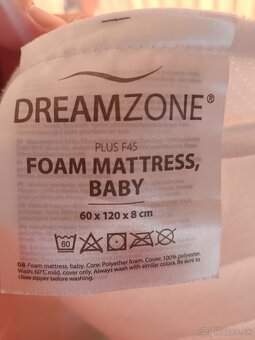 DREAMZONE®
PLUS F45
FOAM MATTRESS,
BABY
60 x 120 x 8 cm
60
GB: Foam mattress, baby. Core: Polyether foam. Cover: 100% polyester.
Wash: 60°C mild, cover only. Always wash with similar colors. Be sure to
close zipper before washing.